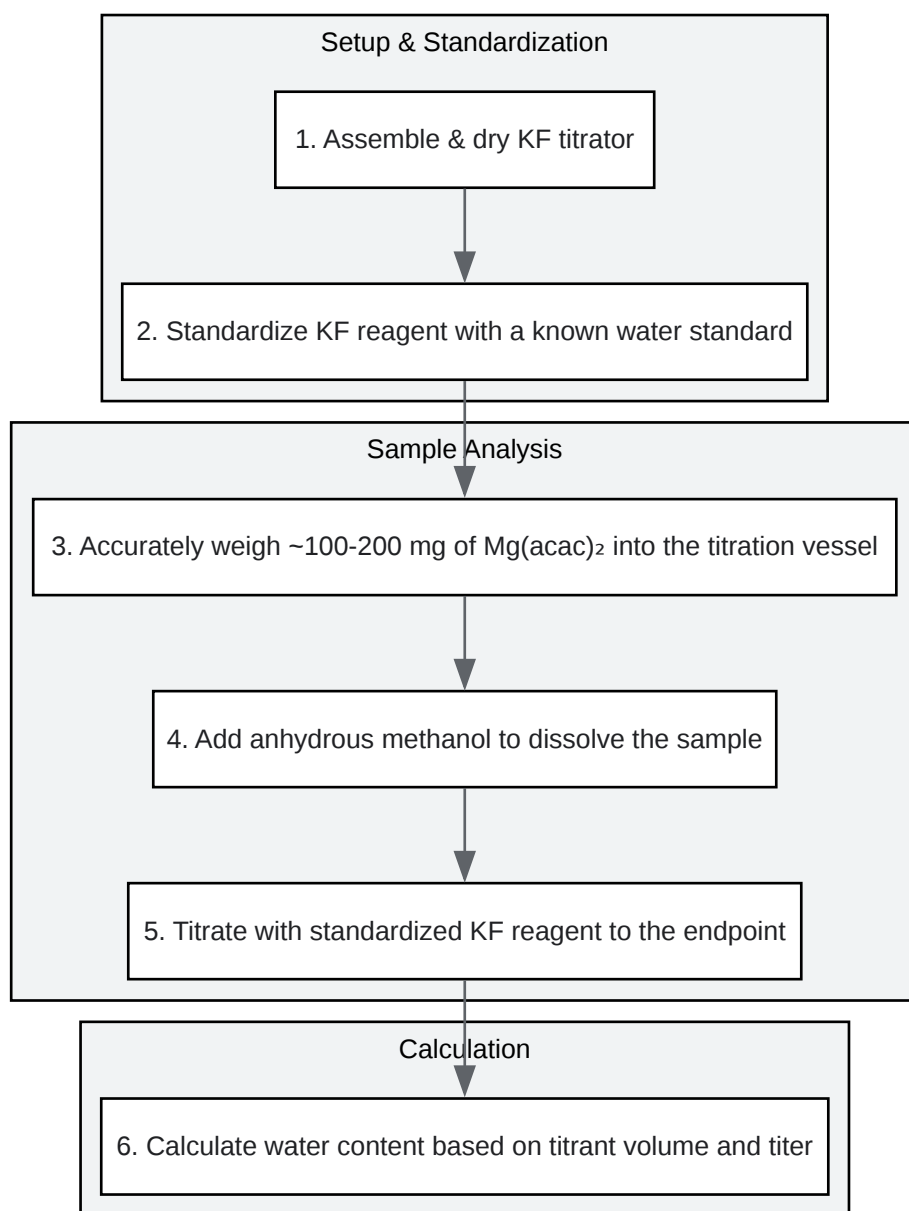 Setup & Standardization
1. Assemble & dry KF titrator
2. Standardize KF reagent with a known water standard
Sample Analysis
3. Accurately weigh ~100-200 mg of Mg(acac)₂ into the titration vessel
4. Add anhydrous methanol to dissolve the sample
5. Titrate with standardized KF reagent to the endpoint
Calculation
6. Calculate water content based on titrant volume and titer